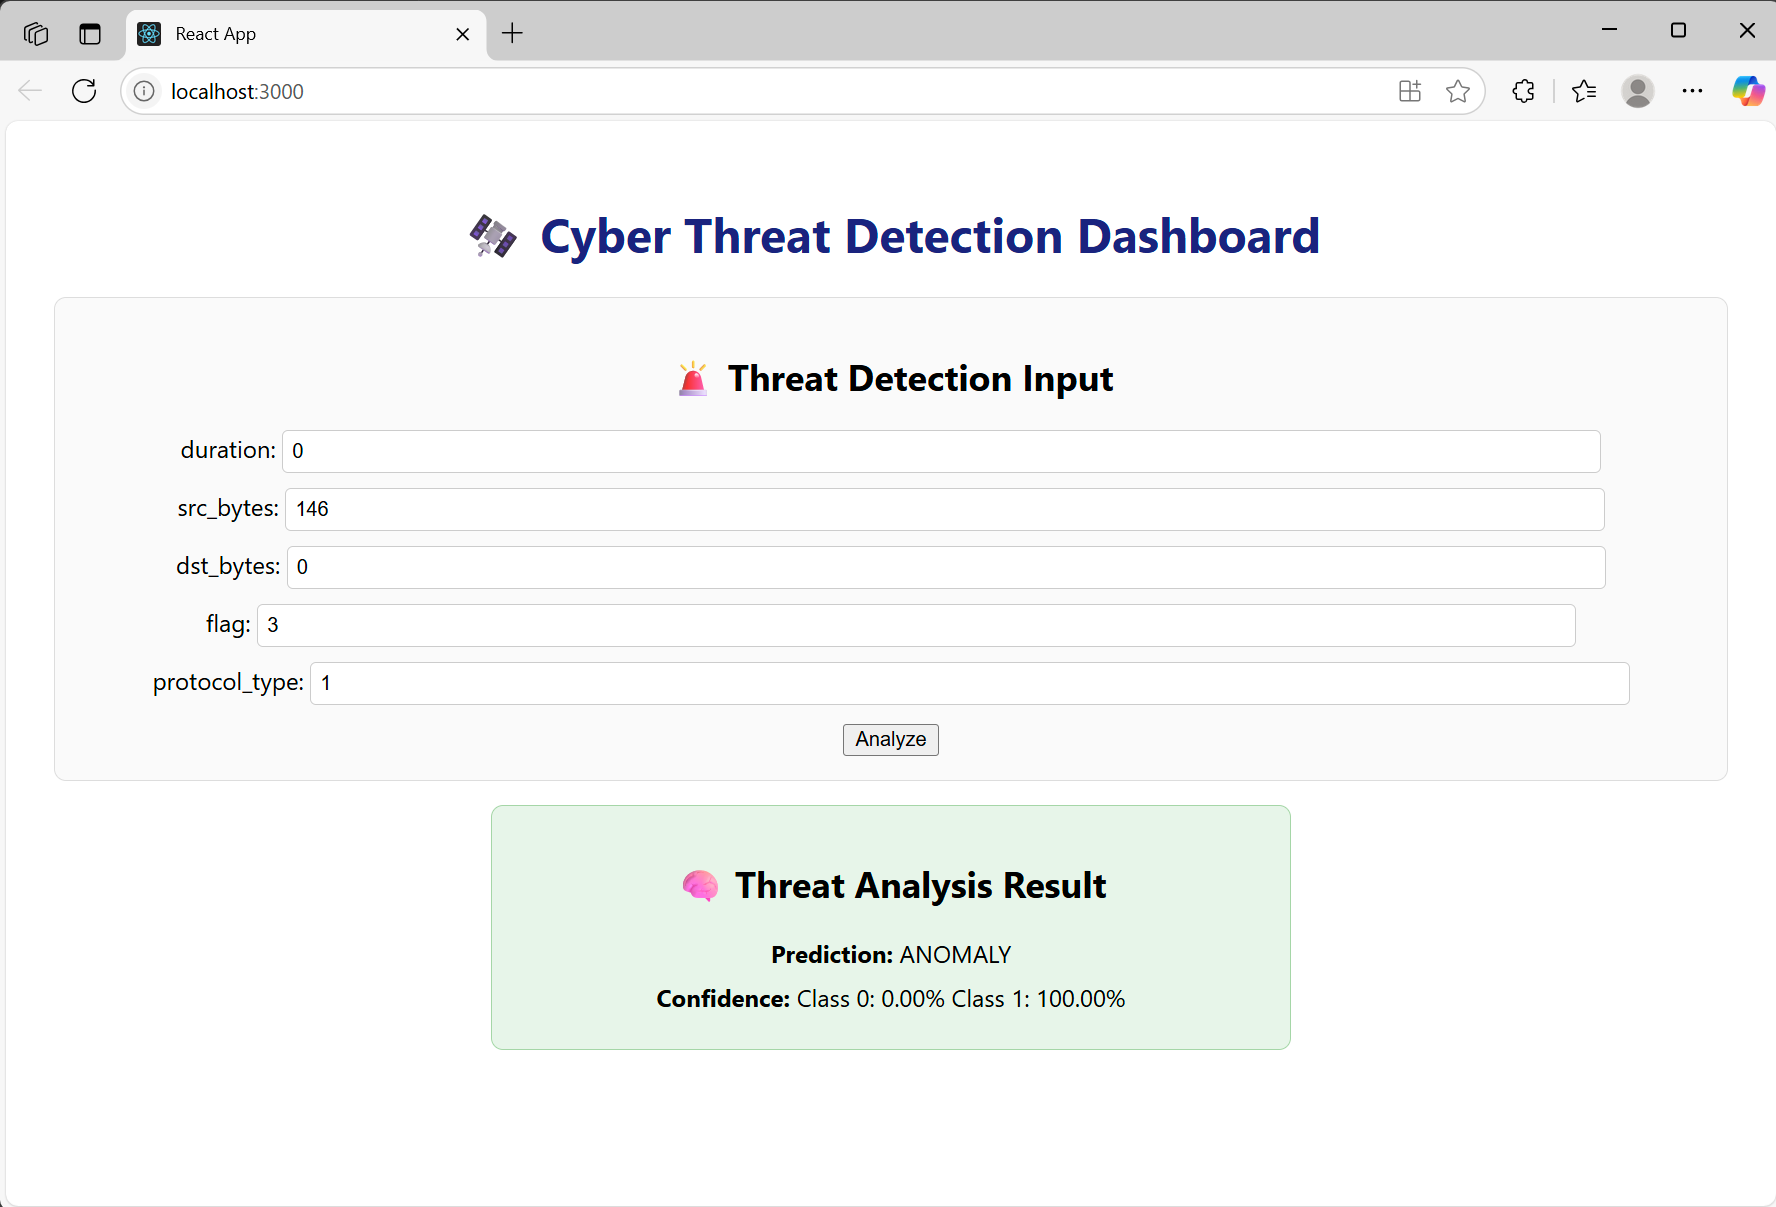 React App
localhost:3000
Cyber Threat Detection Dashboard
Threat Detection Input
duration: 0
src_bytes: 146
dst_bytes: 0
flag: 3
protocol_type: 1
Analyze
Threat Analysis Result
Prediction: ANOMALY
Confidence: Class 0: 0.00% Class 1: 100.00%